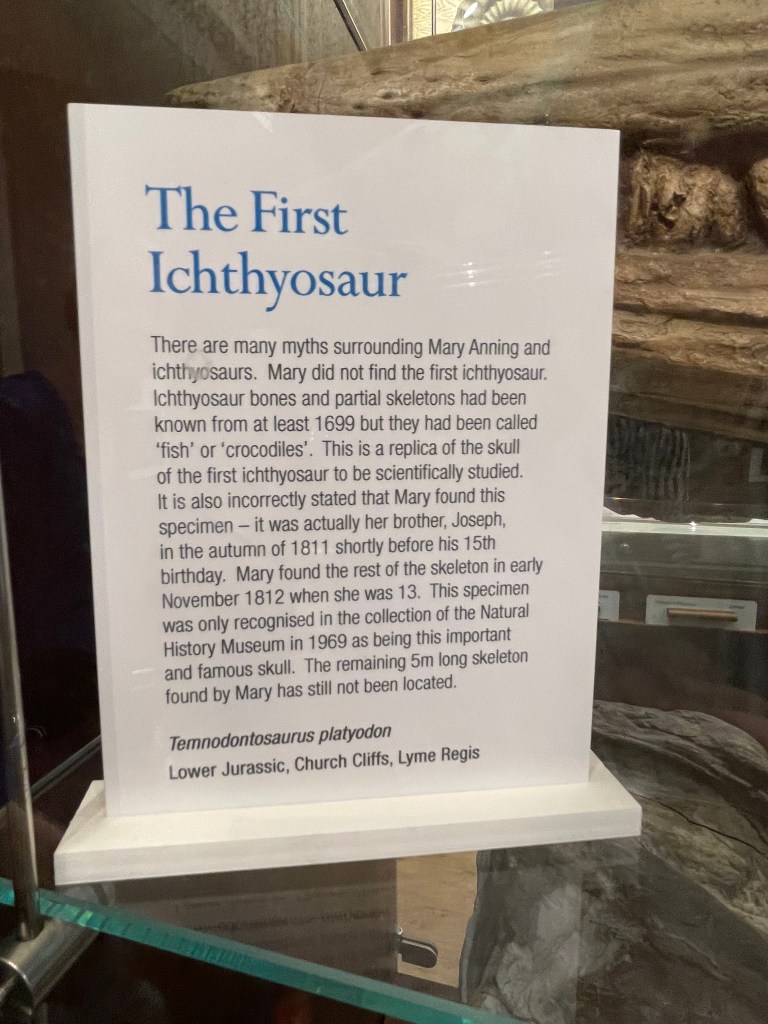 The First
Ichthyosaur
There are many myths surrounding Mary Anning and
ichthyosaurs. Mary did not find the first ichthyosaur.
Ichthyosaur bones and partial skeletons had been
known from at least 1699 but they had been called
‘fish’ or ‘crocodiles’. This is a replica of the skull
of the first ichthyosaur to be scientifically studied.
It is also incorrectly stated that Mary found this
specimen – it was actually her brother, Joseph,
in the autumn of 1811 shortly before his 15th
birthday. Mary found the rest of the skeleton in early
November 1812 when she was 13. This specimen
was only recognised in the collection of the Natural
History Museum in 1969 as being this important
and famous skull. The remaining 5m long skeleton
found by Mary has still not been located.
Temnodontosaurus platyodon
Lower Jurassic, Church Cliffs, Lyme Regis